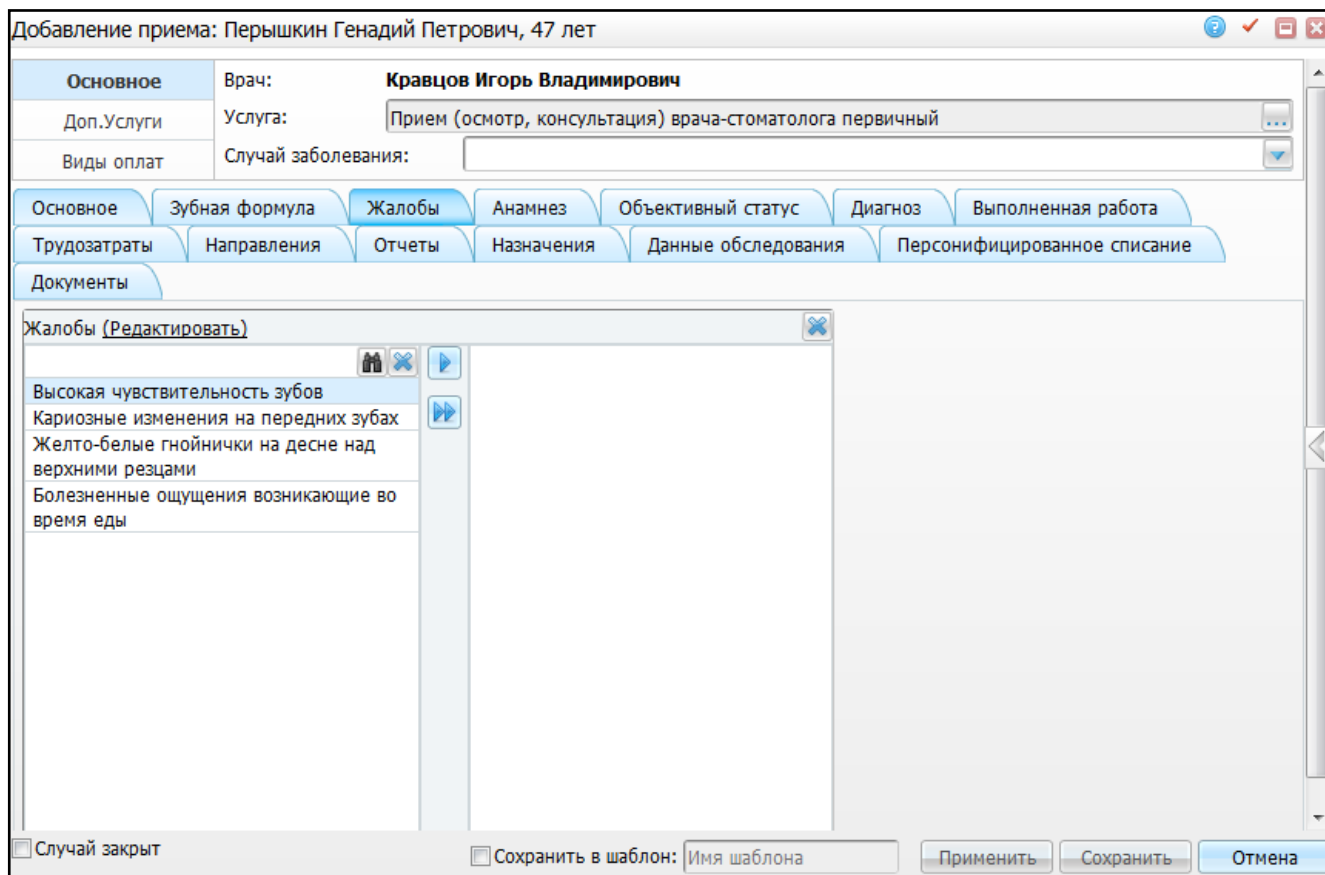 Добавление приема: Перышкин Генадий Петрович, 47 лет
Основное
Врач: Кравцов Игорь Владимирович
Доп.Услуги
Услуга: Прием (осмотр, консультация) врача-стоматолога первичный ...
Виды оплат
Случай заболевания:
Основное Зубная формула Жалобы Анамнез Объективный статус Диагноз Выполненная работа
Трудозатраты Направления Отчеты Назначения Данные обследования Персонифицированное списание
Документы
Жалобы (Редактировать)
Высокая чувствительность зубов
Кариозные изменения на передних зубах
Желто-белые гнойнички на десне над
верхними резцами
Болезненные ощущения возникающие во
время еды
Случай закрыт Сохранить в шаблон: Имя шаблона Применить Сохранить Отмена